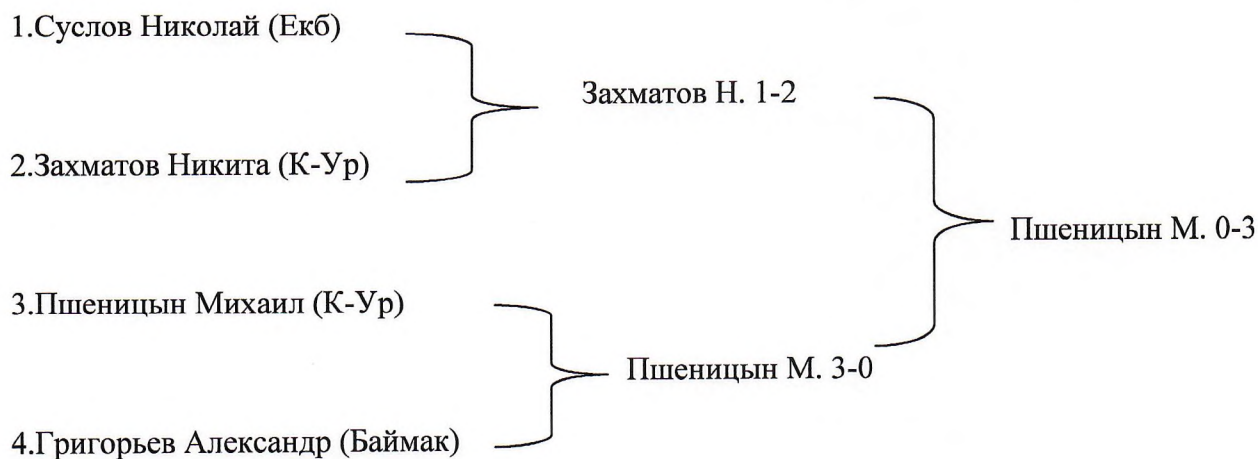 1.Суслов Николай (Екб)
Захматов Н. 1-2
2.Захматов Никита (К-Ур)
Пшеницын М. 0-3
3.Пшеницын Михаил (К-Ур)
Пшеницын М. 3-0
4.Григорьев Александр (Баймак)